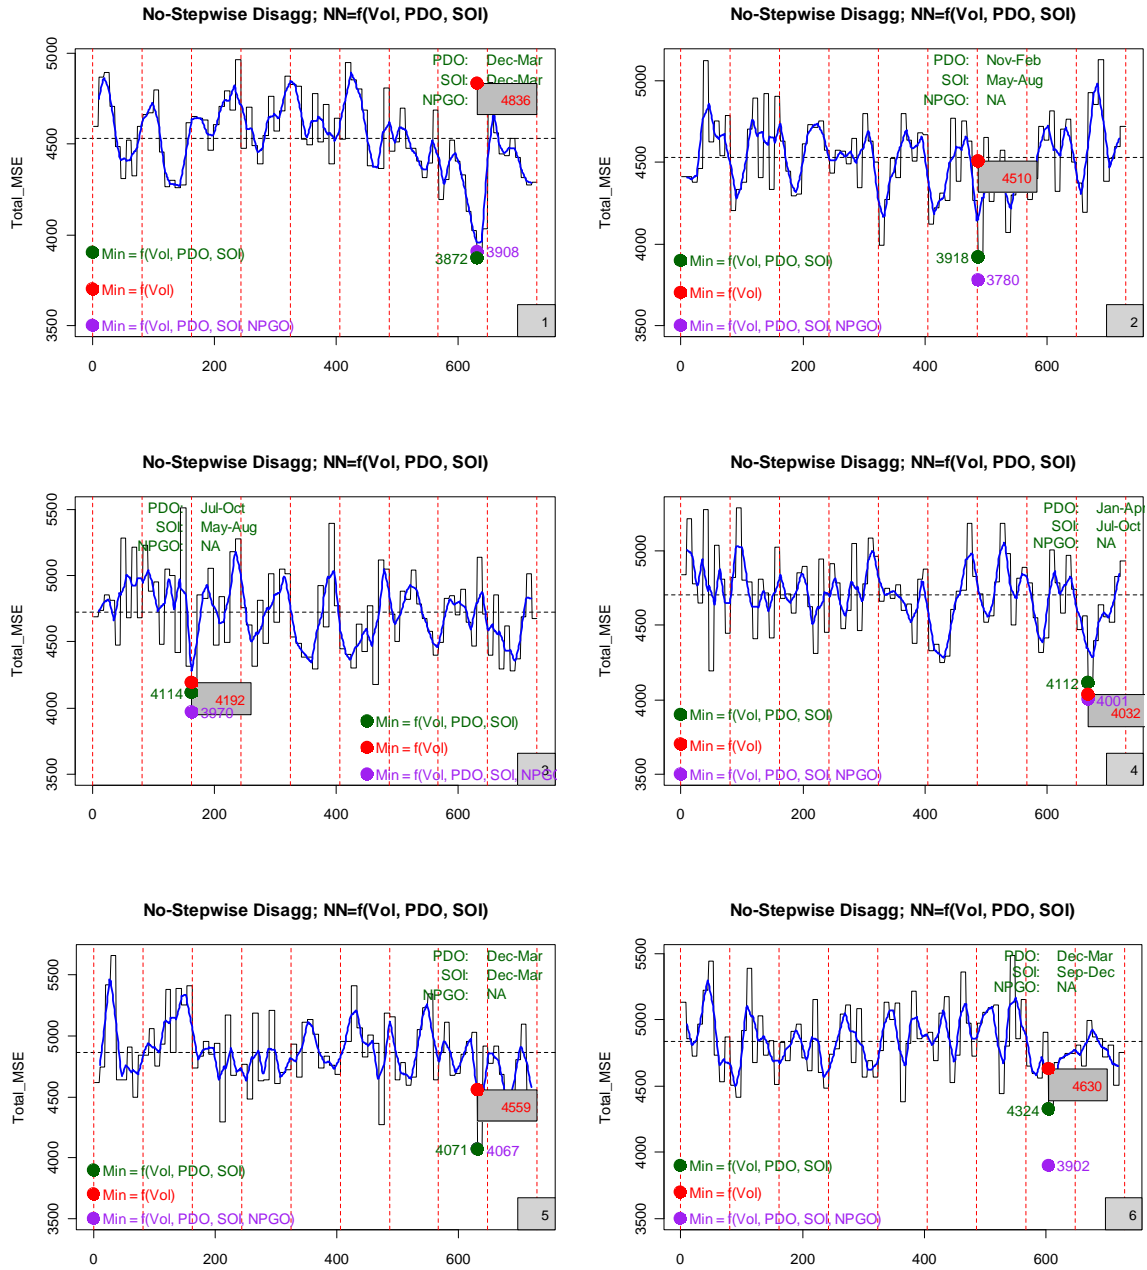 No-Stepwise Disagg; NN=f(Vol, PDO, SOI)
Total_MSE
5000
4500
4000
3500
0
200
400
600
PDO: Dec-Mar
SOI: Dec-Mar
NPGO:
4836
3872
3908
Min = f(Vol, PDO, SOI)
Min = f(Vol)
Min = f(Vol, PDO, SOI, NPGO)
1
No-Stepwise Disagg; NN=f(Vol, PDO, SOI)
Total_MSE
5000
4500
4000
3500
0
200
400
600
PDO: Nov-Feb
SOI: May-Aug
NPGO: NA
4510
3918
3780
Min = f(Vol, PDO, SOI)
Min = f(Vol)
Min = f(Vol, PDO, SOI, NPGO)
2
No-Stepwise Disagg; NN=f(Vol, PDO, SOI)
Total_MSE
5500
5000
4500
4000
3500
0
200
400
600
PDO: Jul-Oct
SOI: May-Aug
NPGO: NA
4114
4192
3970
Min = f(Vol, PDO, SOI)
Min = f(Vol)
Min = f(Vol, PDO, SOI, NPGO
3
No-Stepwise Disagg; NN=f(Vol, PDO, SOI)
Total_MSE
5000
4500
4000
3500
0
200
400
600
PDO: Jan-Apr
SOI: Jul-Oct
NPGO: NA
4112
4001
4032
Min = f(Vol, PDO, SOI)
Min = f(Vol)
Min = f(Vol, PDO, SOI, NPGO)
4
No-Stepwise Disagg; NN=f(Vol, PDO, SOI)
Total_MSE
5500
5000
4500
4000
3500
0
200
400
600
PDO: Dec-Mar
SOI: Dec-Mar
NPGO: NA
4559
4071
4067
Min = f(Vol, PDO, SOI)
Min = f(Vol)
Min = f(Vol, PDO, SOI, NPGO)
5
No-Stepwise Disagg; NN=f(Vol, PDO, SOI)
Total_MSE
5500
5000
4500
4000
3500
0
200
400
600
PDO: Dec-Mar
SOI: Sep-Dec
NPGO: NA
4630
4324
3902
Min = f(Vol, PDO, SOI)
Min = f(Vol)
Min = f(Vol, PDO, SOI, NPGO)
6